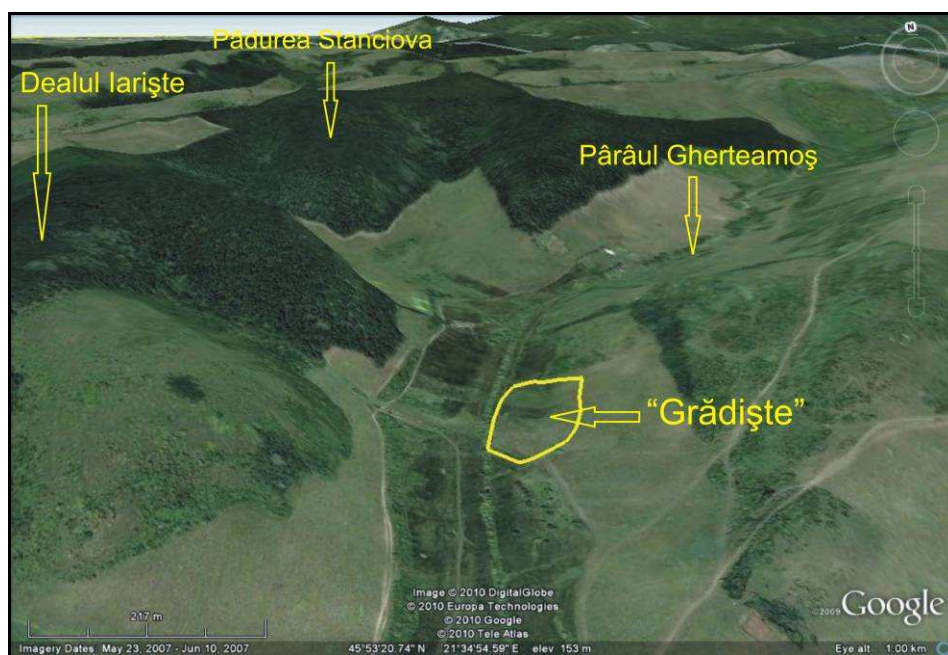 Pădurea Stanciova
Dealul Iarişte
Pârâul Gherteamoş
“Grădişte”
N
Image © 2010 DigitalGlobe
© 2010 Europa Technologies
© 2010 Google
© 2010 Tele Atlas
©2009 Google
217 m
Imagery Dates: May 23, 2007 - Jun 10, 2007 45°53'20.74" N 21°34'54.59" E elev 153 m Eye alt 1.00 km